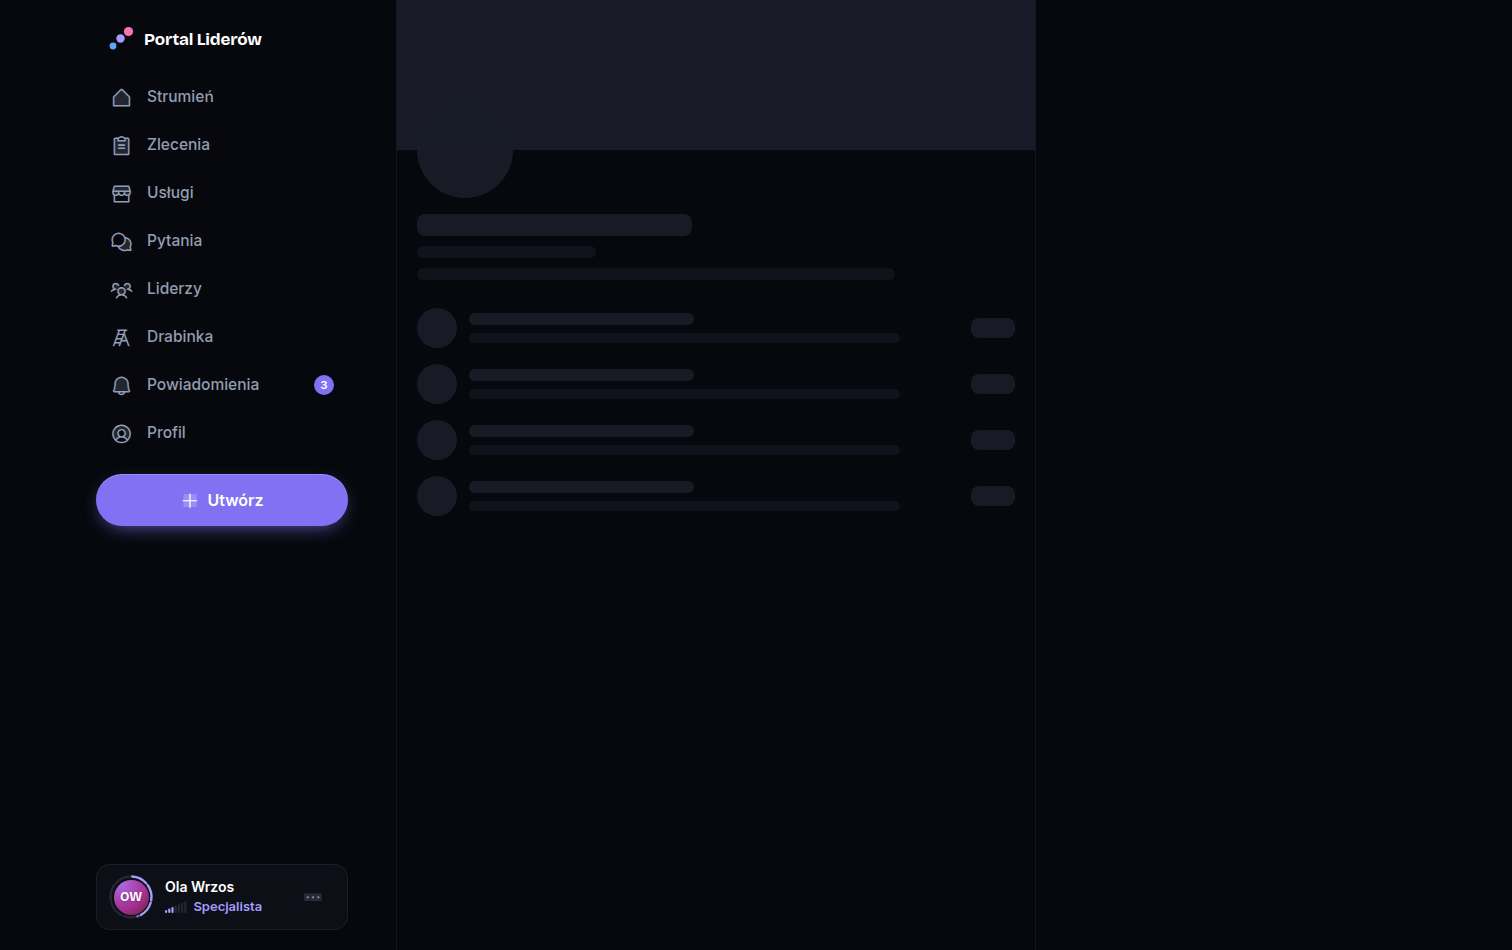 Portal Liderów
Strumień
Zlecenia
Usługi
Pytania
Liderzy
Drabinka
Powiadomienia 3
Profil
Utwórz
OW
Ola Wrzos
Specjalista